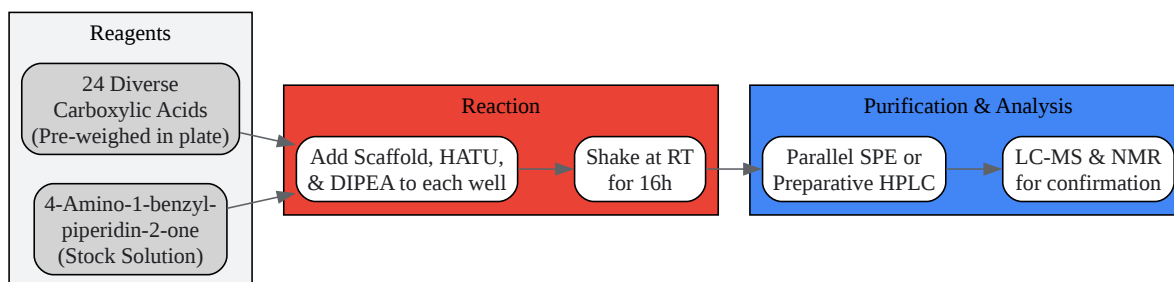 Reagents
24 Diverse
Carboxylic Acids
(Pre-weighed in plate)
4-Amino-1-benzyl-
piperidin-2-one
(Stock Solution)
Reaction
Add Scaffold, HATU,
& DIPEA to each well
Shake at RT
for 16h
Purification & Analysis
Parallel SPE or
Preparative HPLC
LC-MS & NMR
for confirmation